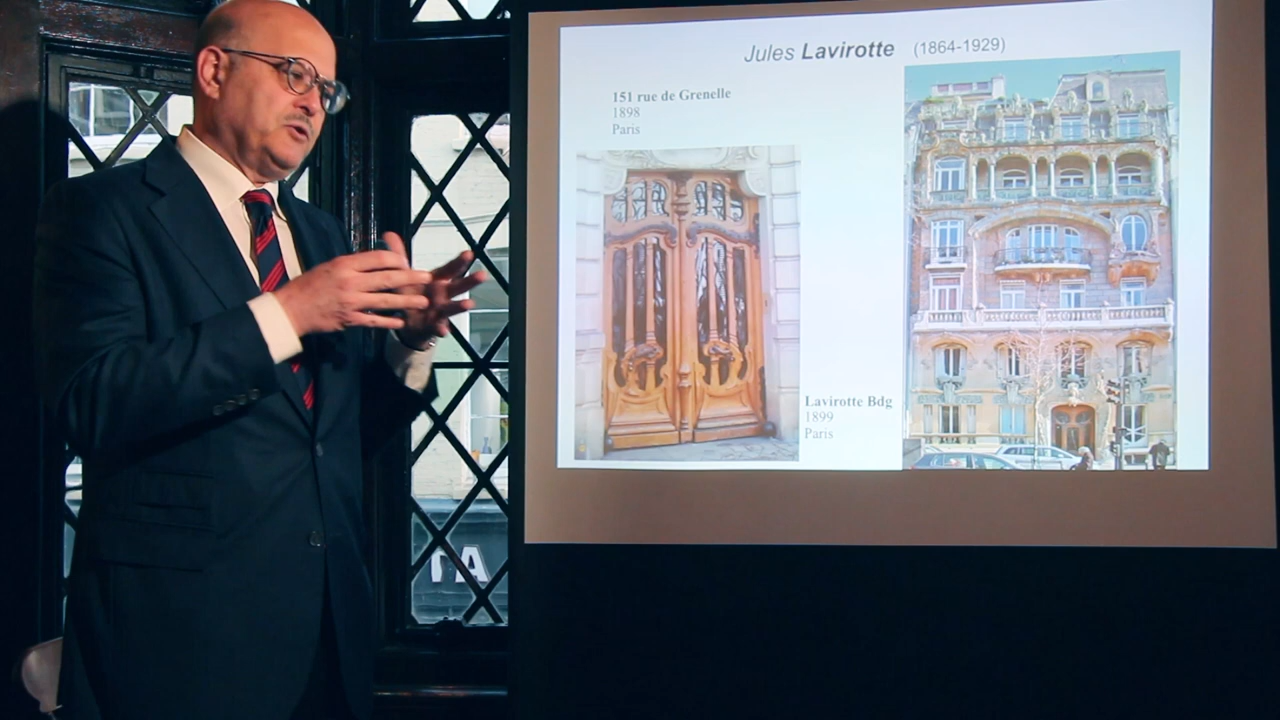 Jules Lavirotte (1864-1929)
151 rue de Grenelle
1898
Paris
Lavirotte Bdg
1899
Paris